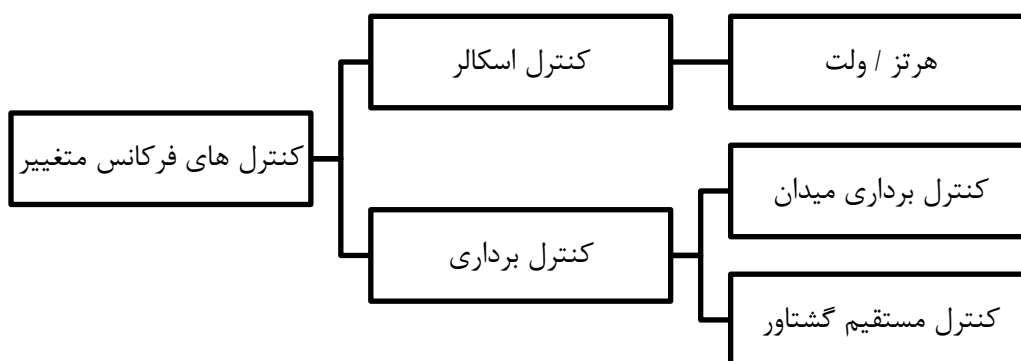 کنترل های فرکانس متغییر
کنترل اسکالر
هرتز / ولت
کنترل برداری
کنترل برداری میدان
کنترل مستقیم گشتاور